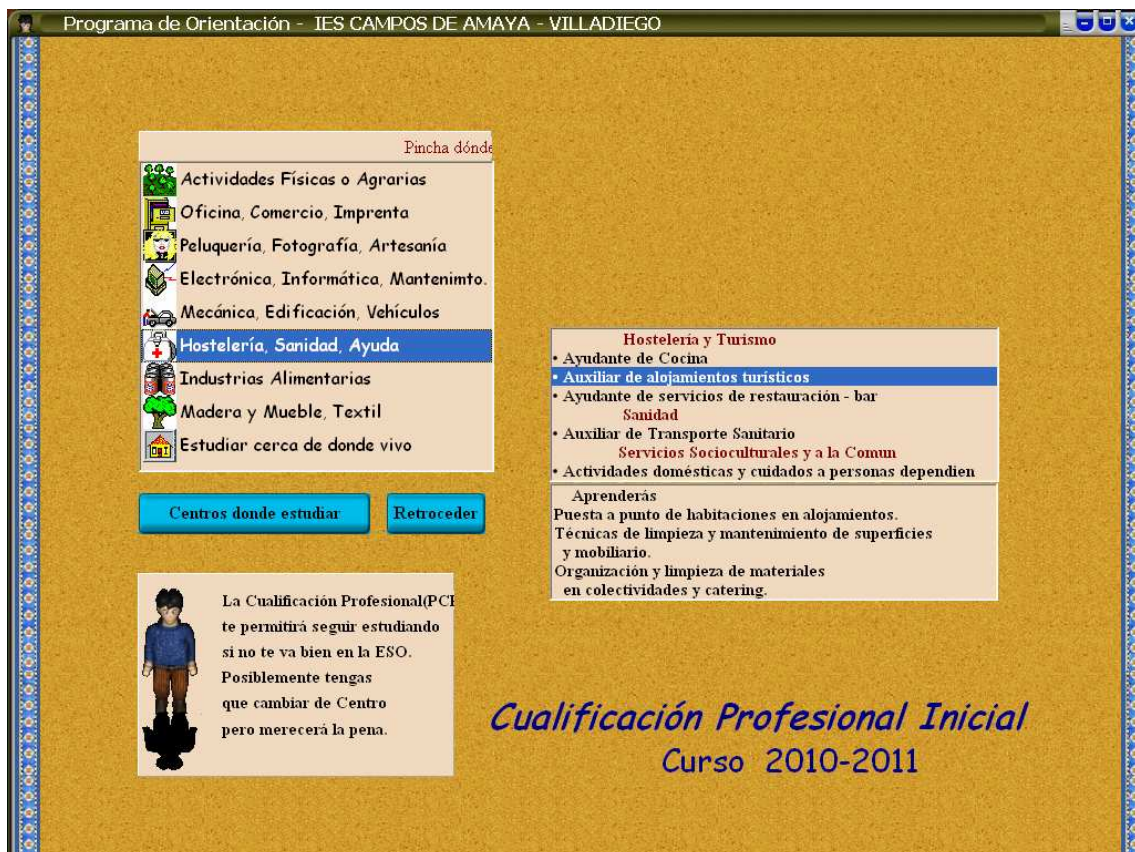 Programa de Orientación - IES CAMPOS DE AMAYA - VILLADIEGO
Pincha dónde
Actividades Físicas o Agrarias
Oficina, Comercio, Imprenta
Peluquería, Fotografía, Artesanía
Electrónica, Informática, Mantenimto.
Mecánica, Edificación, Vehículos
Hostelería, Sanidad, Ayuda
Industrias Alimentarias
Madera y Mueble, Textil
Estudiar cerca de donde vivo
Centros donde estudiar
Retroceder
Hostelería y Turismo
• Ayudante de Cocina
• Auxiliar de alojamientos turísticos
• Ayudante de servicios de restauración - bar
Sanidad
• Auxiliar de Transporte Sanitario
Servicios Socioculturales y a la Comun
• Actividades domésticas y cuidados a personas dependien
Aprenderás
Puesta a punto de habitaciones en alojamientos.
Técnicas de limpieza y mantenimiento de superficies
y mobiliario.
Organización y limpieza de materiales
en colectividades y catering.
La Cualificación Profesional(PCP
te permitirá seguir estudiando
si no te va bien en la ESO.
Posiblemente tengas
que cambiar de Centro
pero merecerá la pena.
Cualificación Profesional Inicial
Curso 2010-2011